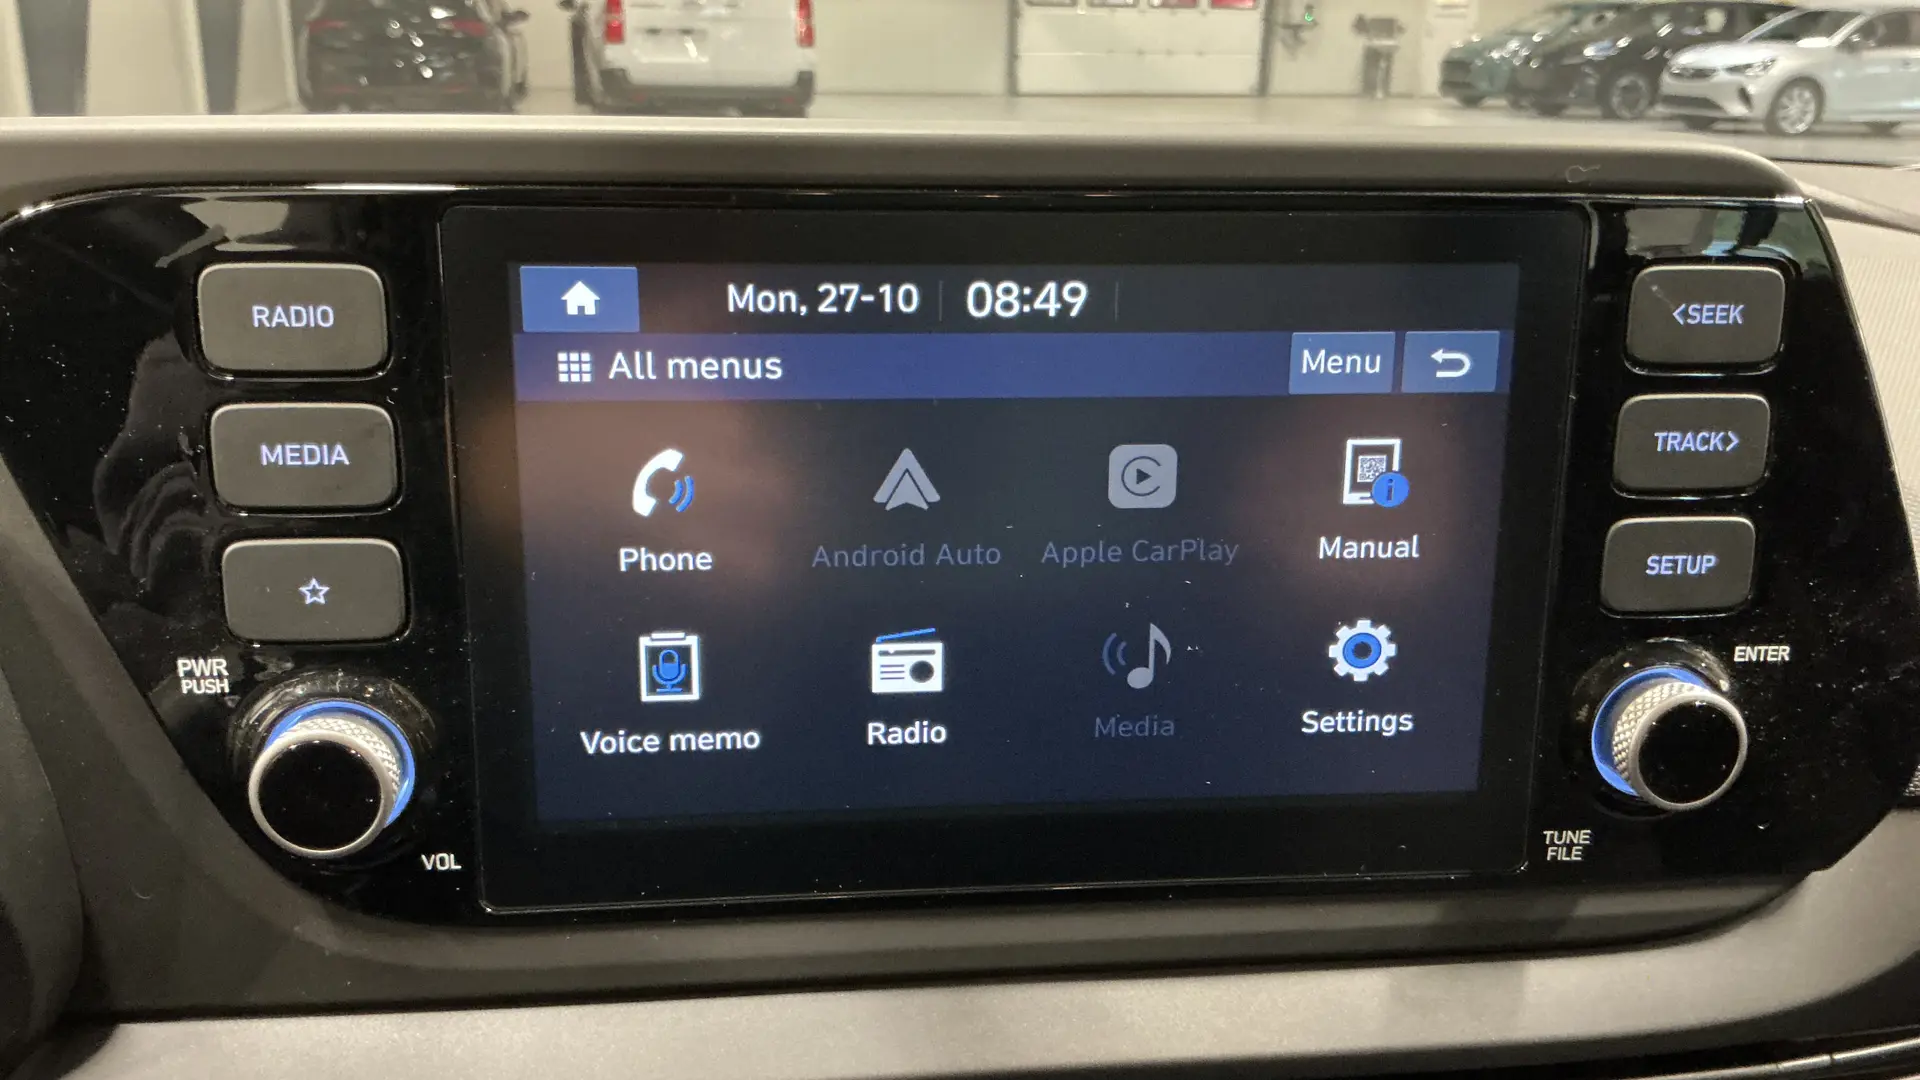 RADIO
MEDIA
PWR
PUSH
VOL
Mon, 27-10
08:49
All menus
Menu
Phone
Android Auto
Apple CarPlay
Manual
Voice memo
Radio
Media
Settings
<SEEK
TRACK>
SETUP
ENTER
TUNE
FILE